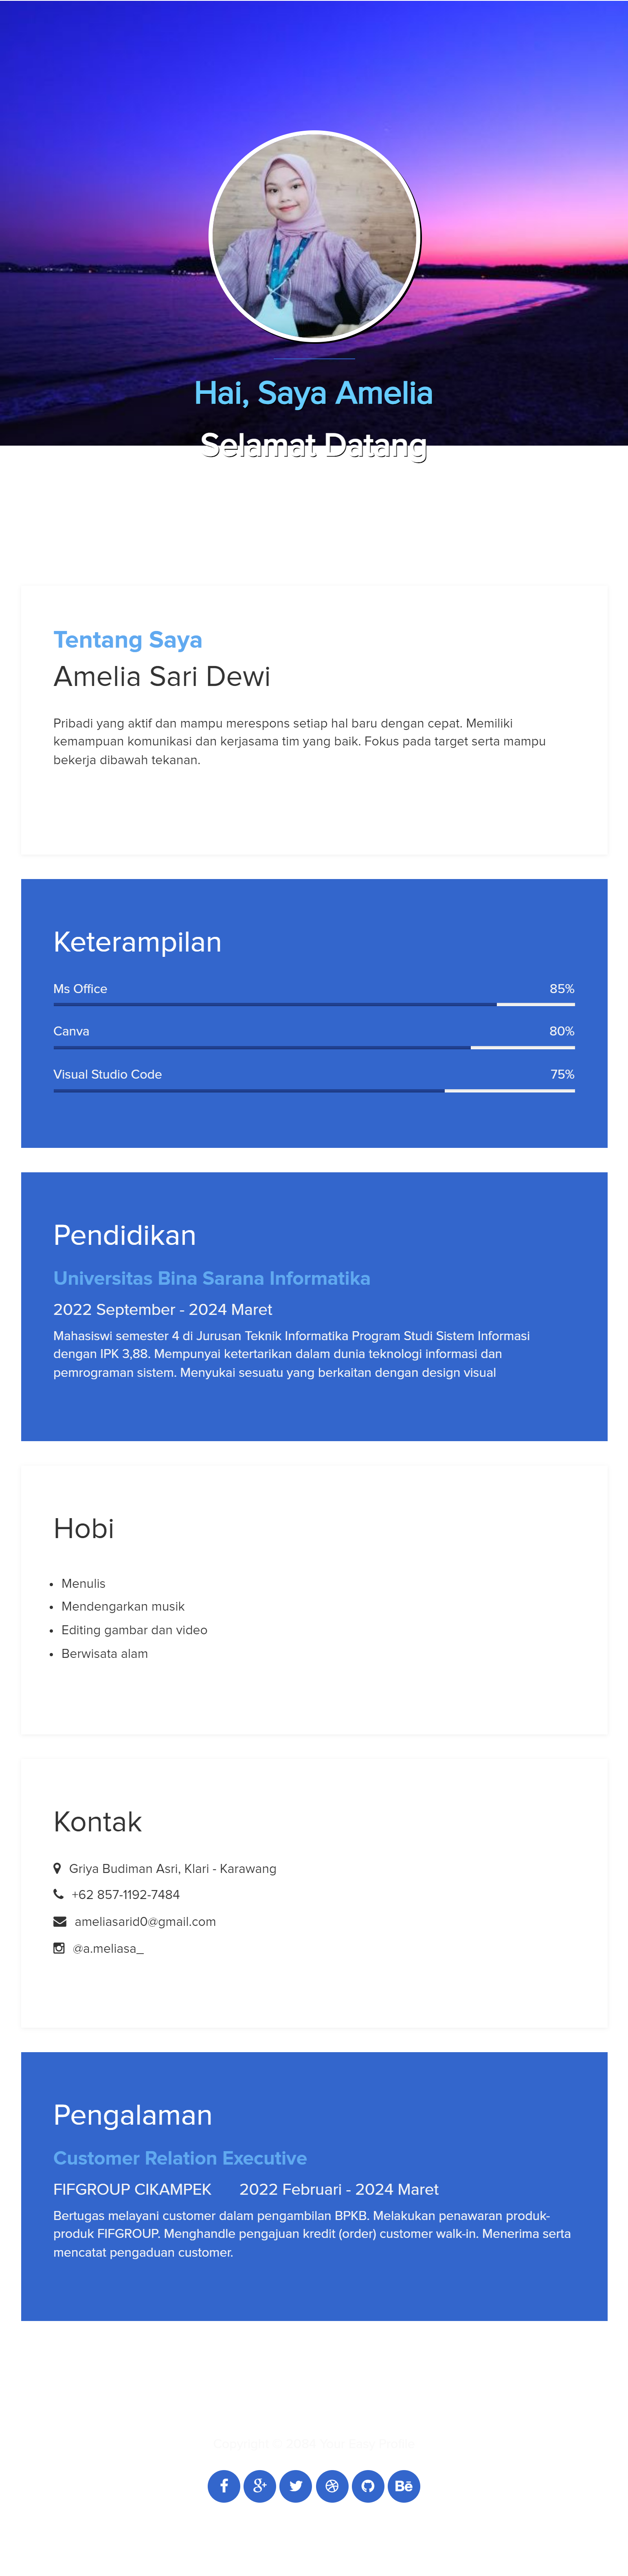 Hai, Saya Amelia
Selamat Datang
Tentang Saya
Amelia Sari Dewi
Pribadi yang aktif dan mampu merespons setiap hal baru dengan cepat. Memiliki
kemampuan komunikasi dan kerjasama tim yang baik. Fokus pada target serta mampu
bekerja dibawah tekanan.
Keterampilan
Ms Office 85%
Canva 80%
Visual Studio Code 75%
Pendidikan
Universitas Bina Sarana Informatika
2022 September - 2024 Maret
Mahasiswi semester 4 di Jurusan Teknik Informatika Program Studi Sistem Informasi
dengan IPK 3,88. Mempunyai ketertarikan dalam dunia teknologi informasi dan
pemrograman sistem. Menyukai sesuatu yang berkaitan dengan design visual
Hobi
• Menulis
• Mendengarkan musik
• Editing gambar dan video
• Berwisata alam
Kontak
Griya Budiman Asri, Klari - Karawang
+62 857-1192-7484
ameliasarid0@gmail.com
@a.meliasa_
Pengalaman
Customer Relation Executive
FIFGROUP CIKAMPEK 2022 Februari - 2024 Maret
Bertugas melayani customer dalam pengambilan BPKB. Melakukan penawaran produk-
produk FIFGROUP. Menghandle pengajuan kredit (order) customer walk-in. Menerima serta
mencatat pengaduan customer.
Bē